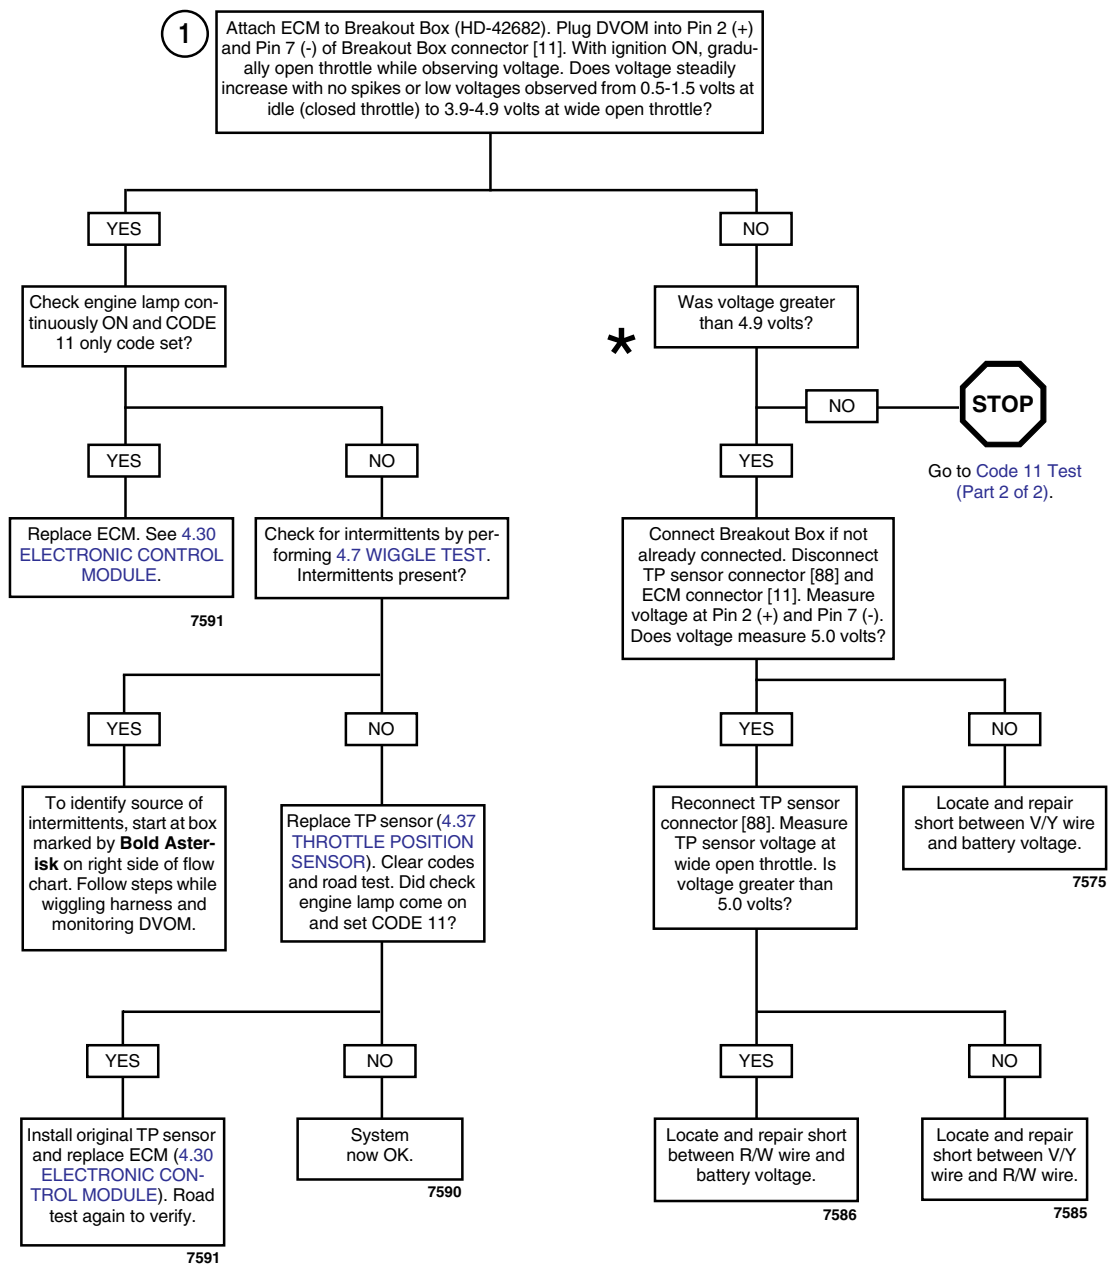 1
Attach ECM to Breakout Box (HD-42682). Plug DVOM into Pin 2 (+)
and Pin 7 (-) of Breakout Box connector [11]. With ignition ON, gradu-
ally open throttle while observing voltage. Does voltage steadily
increase with no spikes or low voltages observed from 0.5-1.5 volts at
idle (closed throttle) to 3.9-4.9 volts at wide open throttle?
YES
NO
Check engine lamp con-
tinuously ON and CODE
11 only code set?
Was voltage greater
than 4.9 volts?
*
NO
STOP
Go to Code 11 Test
(Part 2 of 2).
YES
NO
YES
Replace ECM. See 4.30
ELECTRONIC CONTROL
MODULE.
7591
Check for intermittents by per-
forming 4.7 WIGGLE TEST.
Intermittents present?
Connect Breakout Box if not
already connected. Disconnect
TP sensor connector [88] and
ECM connector [11]. Measure
voltage at Pin 2 (+) and Pin 7 (-).
Does voltage measure 5.0 volts?
YES
NO
YES
NO
To identify source of
intermittents, start at box
marked by Bold Aster-
isk on right side of flow
chart. Follow steps while
wiggling harness and
monitoring DVOM.
Replace TP sensor (4.37
THROTTLE POSITION
SENSOR). Clear codes
and road test. Did check
engine lamp come on
and set CODE 11?
Reconnect TP sensor
connector [88]. Measure
TP sensor voltage at
wide open throttle. Is
voltage greater than
5.0 volts?
Locate and repair
short between V/Y wire
and battery voltage.
7575
YES
NO
YES
NO
Install original TP sensor
and replace ECM (4.30
ELECTRONIC CON-
TROL MODULE). Road
test again to verify.
7591
System
now OK.
7590
Locate and repair short
between R/W wire and
battery voltage.
7586
Locate and repair
short between V/Y
wire and R/W wire.
7585